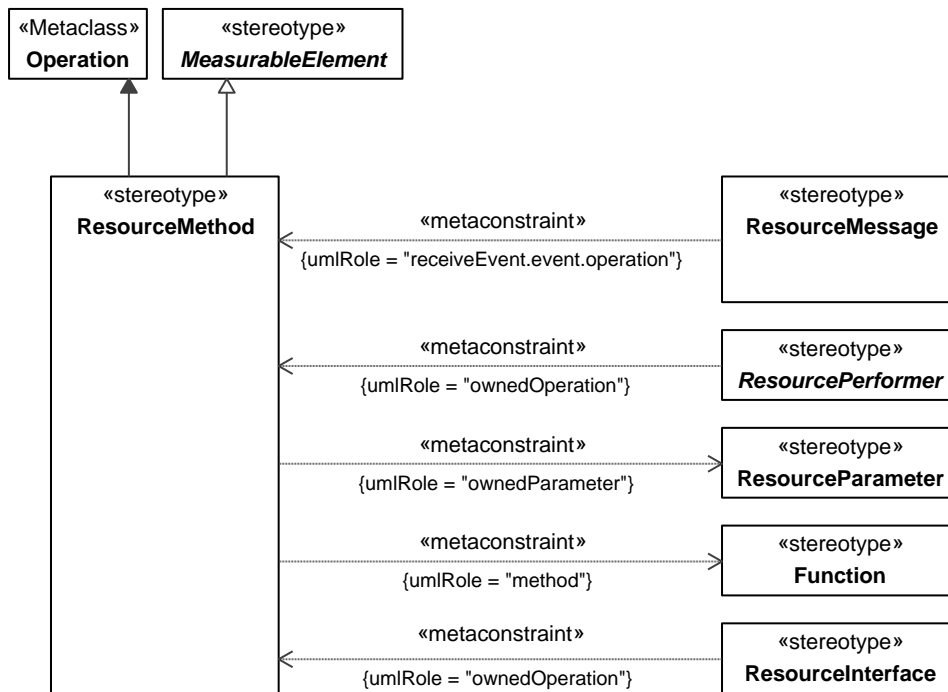 «Metaclass»
Operation
«stereotype»
MeasurableElement
«stereotype»
ResourceMethod
«metaconstraint»
{umlRole = "receiveEvent.event.operation"}
«stereotype»
ResourceMessage
«metaconstraint»
{umlRole = "ownedOperation"}
«stereotype»
ResourcePerformer
«metaconstraint»
{umlRole = "ownedParameter"}
«stereotype»
ResourceParameter
«metaconstraint»
{umlRole = "method"}
«stereotype»
Function
«metaconstraint»
{umlRole = "ownedOperation"}
«stereotype»
ResourceInterface